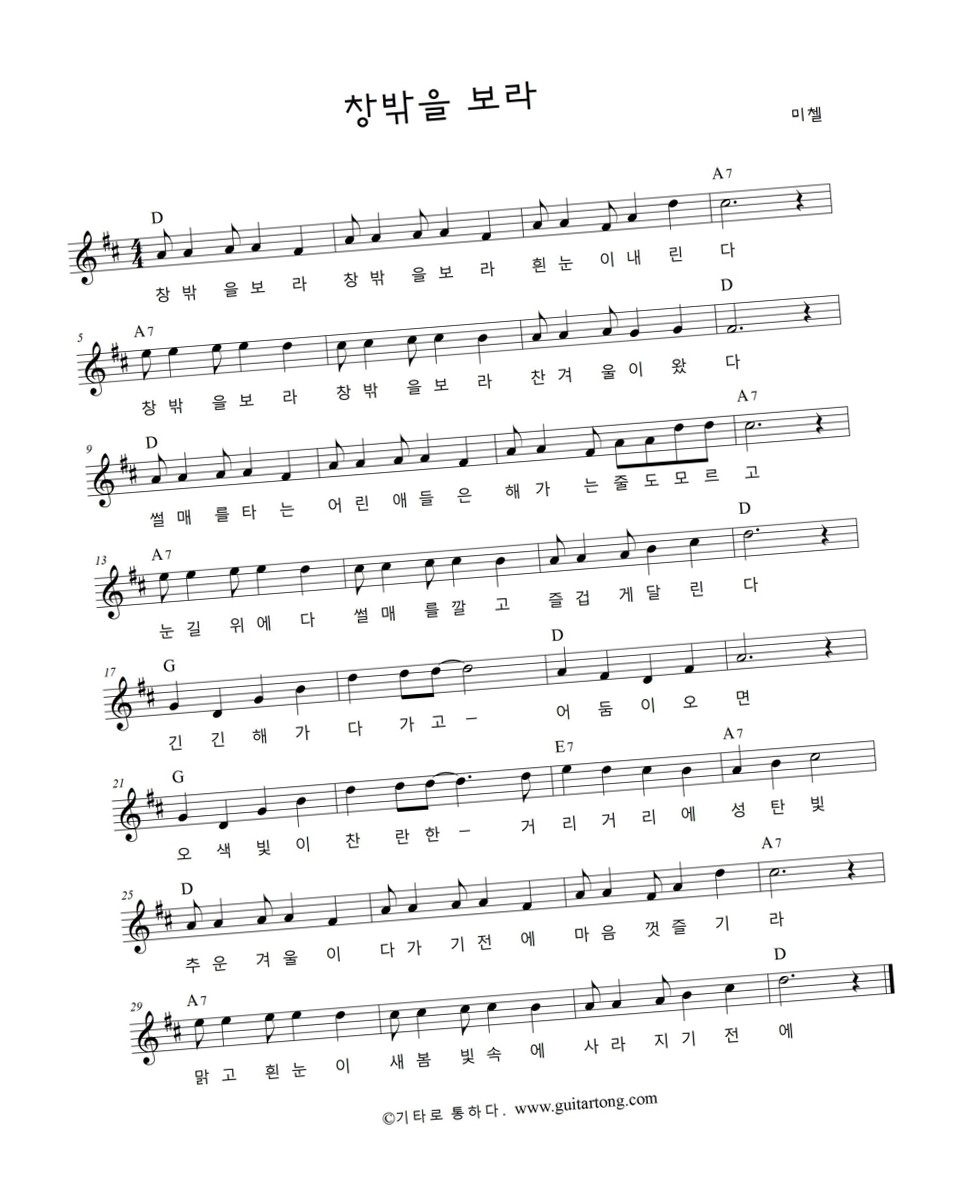 창밖을 보라
미첼
D A7
창 밖 을 보 라 창 밖 을 보 라 흰 눈 이 내 린 다
5 A7 D
창 밖 을 보 라 창 밖 을 보 라 찬 겨 울 이 왔 다
9 D A7
썰 매 를 타 는 어 린 애 들 은 해 가 는 줄 도 모 르 고
13 A7 D
눈 길 위 에 다 썰 매 를 깔 고 즐 겁 게 달 린 다
17 G D
긴 긴 해 가 다 가 고 － 어 둠 이 오 면
21 G E7 A7
오 색 빛 이 찬 란 한 － 거 리 거 리 에 성 탄 빛
25 D A7
추 운 겨 울 이 다 가 기 전 에 마 음 껏 즐 기 라
29 A7 D
맑 고 흰 눈 이 새 봄 빛 속 에 사 라 지 기 전 에
©기타로 통하다. www.guitartong.com